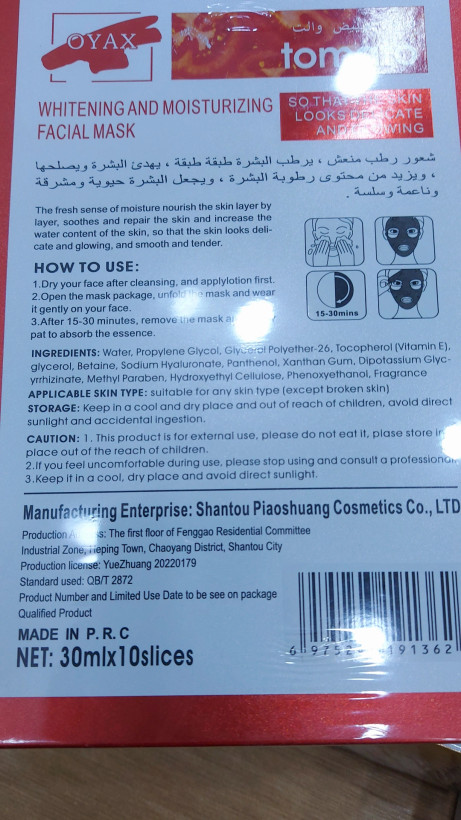 OYAX
WHITENING AND MOISTURIZING
FACIAL MASK
شعور رطب منعش ، يرطب البشرة طبقة طبقة ، يهدئ البشرة ويصلحها
، ويزيد من محتوى رطوبة البشرة ، ويجعل البشرة حيوية ومشرقة
وناعمة وسلسة .
The fresh sense of moisture nourish the skin layer by
layer, soothes and repair the skin and increase the
water content of the skin, so that the skin looks deli-
cate and glowing, and smooth and tender.
HOW TO USE:
1.Dry your face after cleansing, and applylotion first.
2.Open the mask package, unfold the mask and wear
it gently on your face.
3.After 15-30 minutes, remove the mask
pat to absorb the essence.
15-30mins
INGREDIENTS: Water, Propylene Glycol, Glycerol Polyether-26, Tocopherol (Vitamin E),
glycerol, Betaine, Sodium Hyaluronate, Panthenol, Xanthan Gum, Dipotassium Glyc-
yrrhizinate, Methyl Paraben, Hydroxyethyl Cellulose, Phenoxyethanol, Fragrance
APPLICABLE SKIN TYPE: suitable for any skin type (except broken skin)
STORAGE: Keep in a cool and dry place and out of reach of children, avoid direct
sunlight and accidental ingestion.
CAUTION: 1. This product is for external use, please do not eat it, plase store in
place out of the reach of children.
2.If you feel uncomfortable during use, please stop using and consult a professional.
3.Keep it in a cool, dry place and avoid direct sunlight.
Manufacturing Enterprise: Shantou Piaoshuang Cosmetics Co., LTD
Production The first floor of Fenggao Residential Committee
Industrial Zone, Heping Town, Chaoyang District, Shantou City
Production license: YueZhuang 20220179
Standard used: QB/T 2872
Product Number and Limited Use Date to be see on package
Qualified Product
MADE IN P. R. C
NET: 30mlx10slices